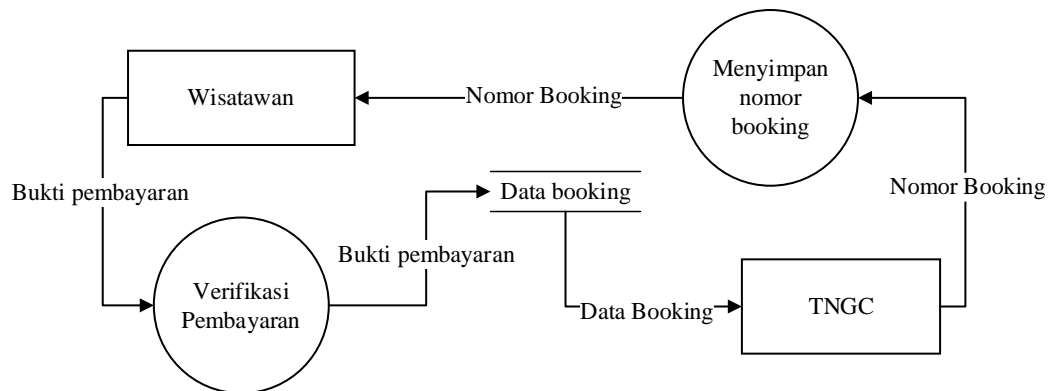 Menyimpan
nomor
booking
Wisatawan
Nomor Booking
Bukti pembayaran
Data booking
Nomor Booking
Bukti pembayaran
Verifikasi
Pembayaran
Data Booking
TNGC